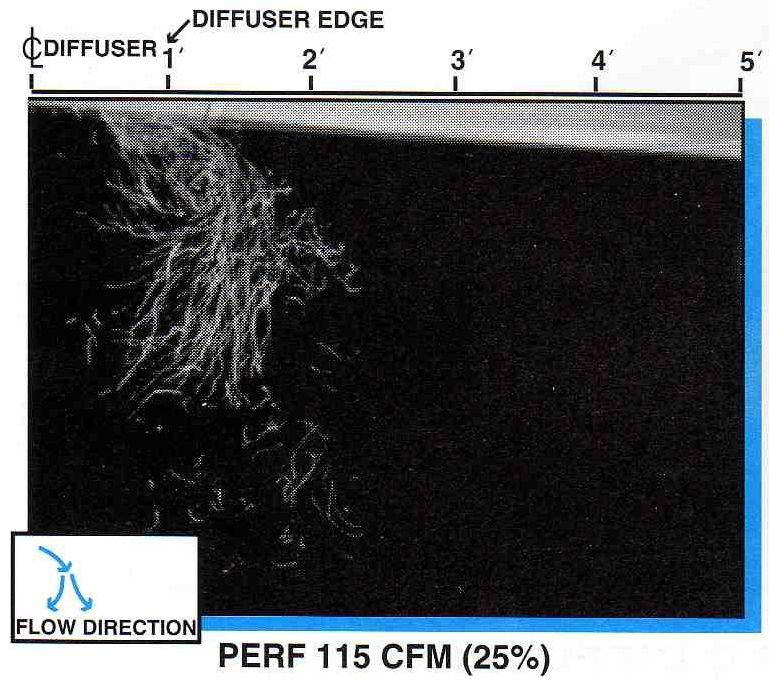 DIFFUSER EDGE
℄ DIFFUSER 1′ 2′ 3′ 4′ 5′
FLOW DIRECTION
PERF 115 CFM (25%)